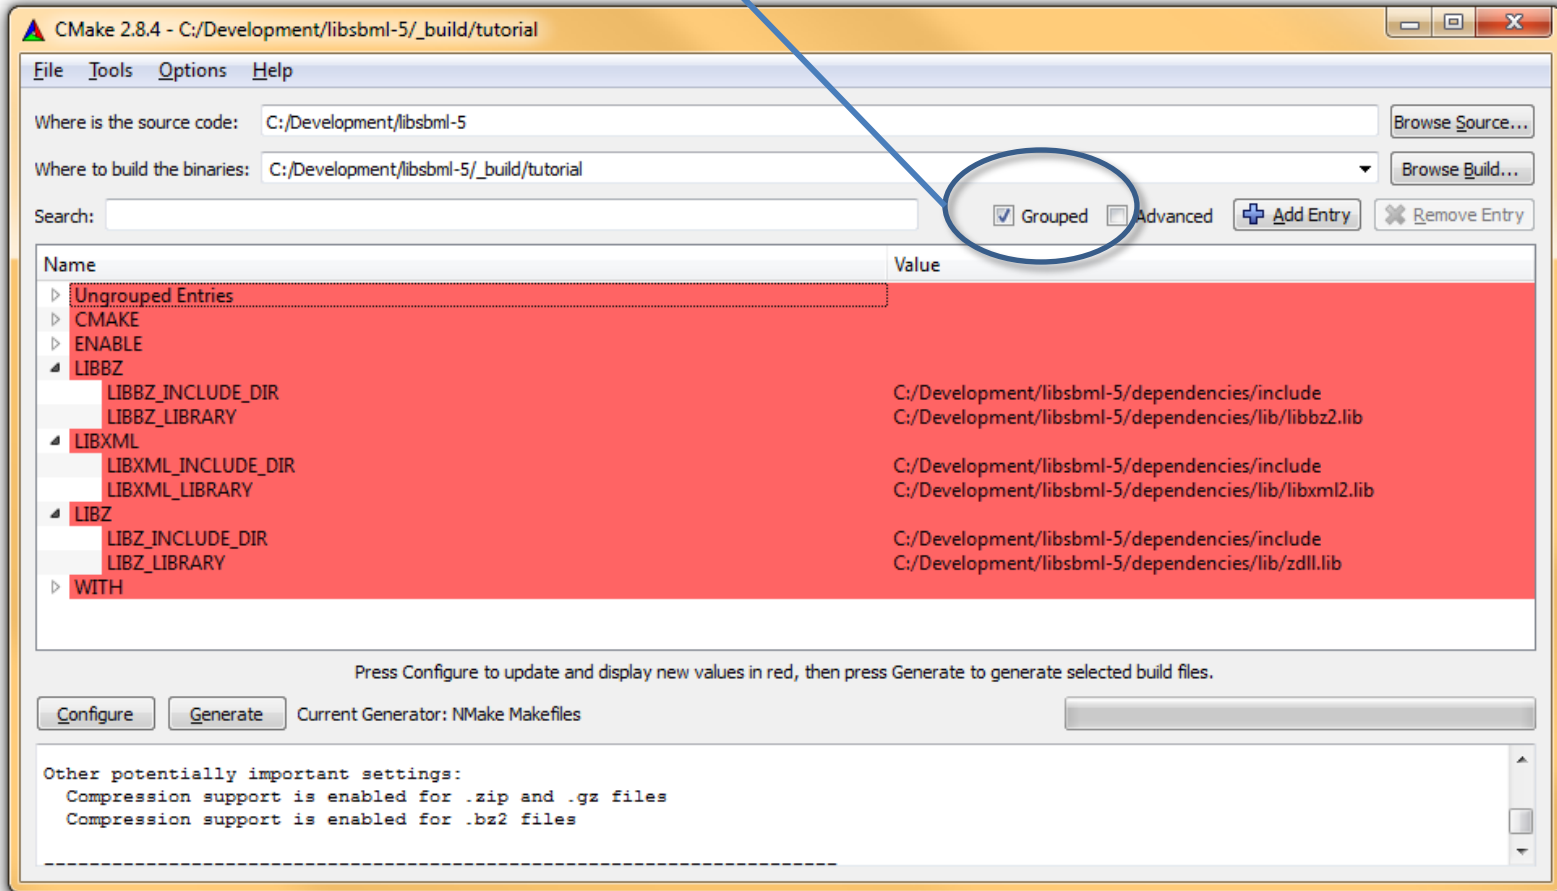 CMake 2.8.4 - C:/Development/libsbml-5/_build/tutorial
File Tools Options Help
Where is the source code: C:/Development/libsbml-5 Browse Source...
Where to build the binaries: C:/Development/libsbml-5/_build/tutorial Browse Build...
Search: Grouped Advanced Add Entry Remove Entry
Name Value
Ungrouped Entries
CMAKE
ENABLE
LIBBZ
LIBBZ_INCLUDE_DIR C:/Development/libsbml-5/dependencies/include
LIBBZ_LIBRARY C:/Development/libsbml-5/dependencies/lib/libbz2.lib
LIBXML
LIBXML_INCLUDE_DIR C:/Development/libsbml-5/dependencies/include
LIBXML_LIBRARY C:/Development/libsbml-5/dependencies/lib/libxml2.lib
LIBZ
LIBZ_INCLUDE_DIR C:/Development/libsbml-5/dependencies/include
LIBZ_LIBRARY C:/Development/libsbml-5/dependencies/lib/zdll.lib
WITH
Press Configure to update and display new values in red, then press Generate to generate selected build files.
Configure Generate Current Generator: NMake Makefiles
Other potentially important settings:
Compression support is enabled for .zip and .gz files
Compression support is enabled for .bz2 files
----------------------------------------------------------------------